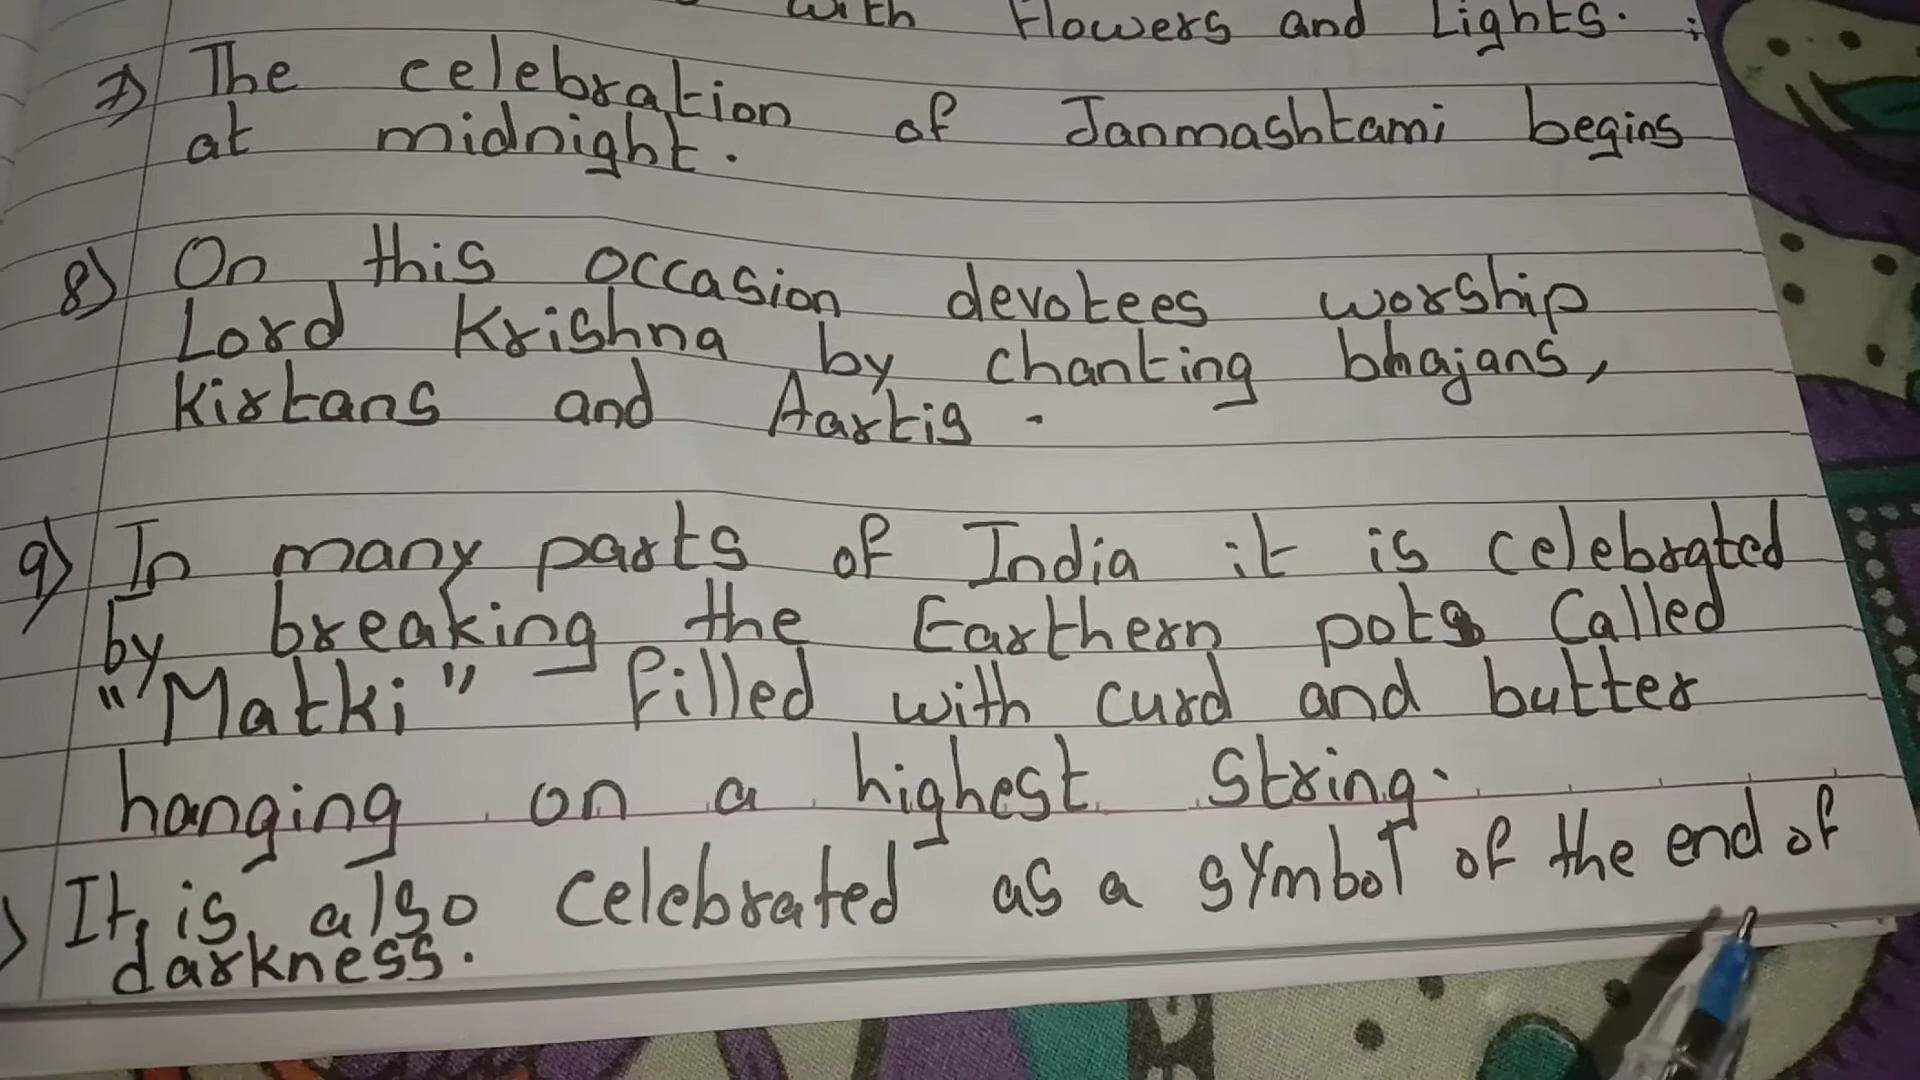 with Flowers and Lights.
7) The celebration of Janmashtami begins
at midnight.
8) On this occasion devotees worship
Lord Krishna by chanting bhajans,
Kirtans and Aartis.
9) In many parts of India it is celebrated
by breaking the Earthern pots Called
"Matki" filled with curd and butter
hanging on a highest String.
) It is also celebrated as a symbol of the end of
darkness.